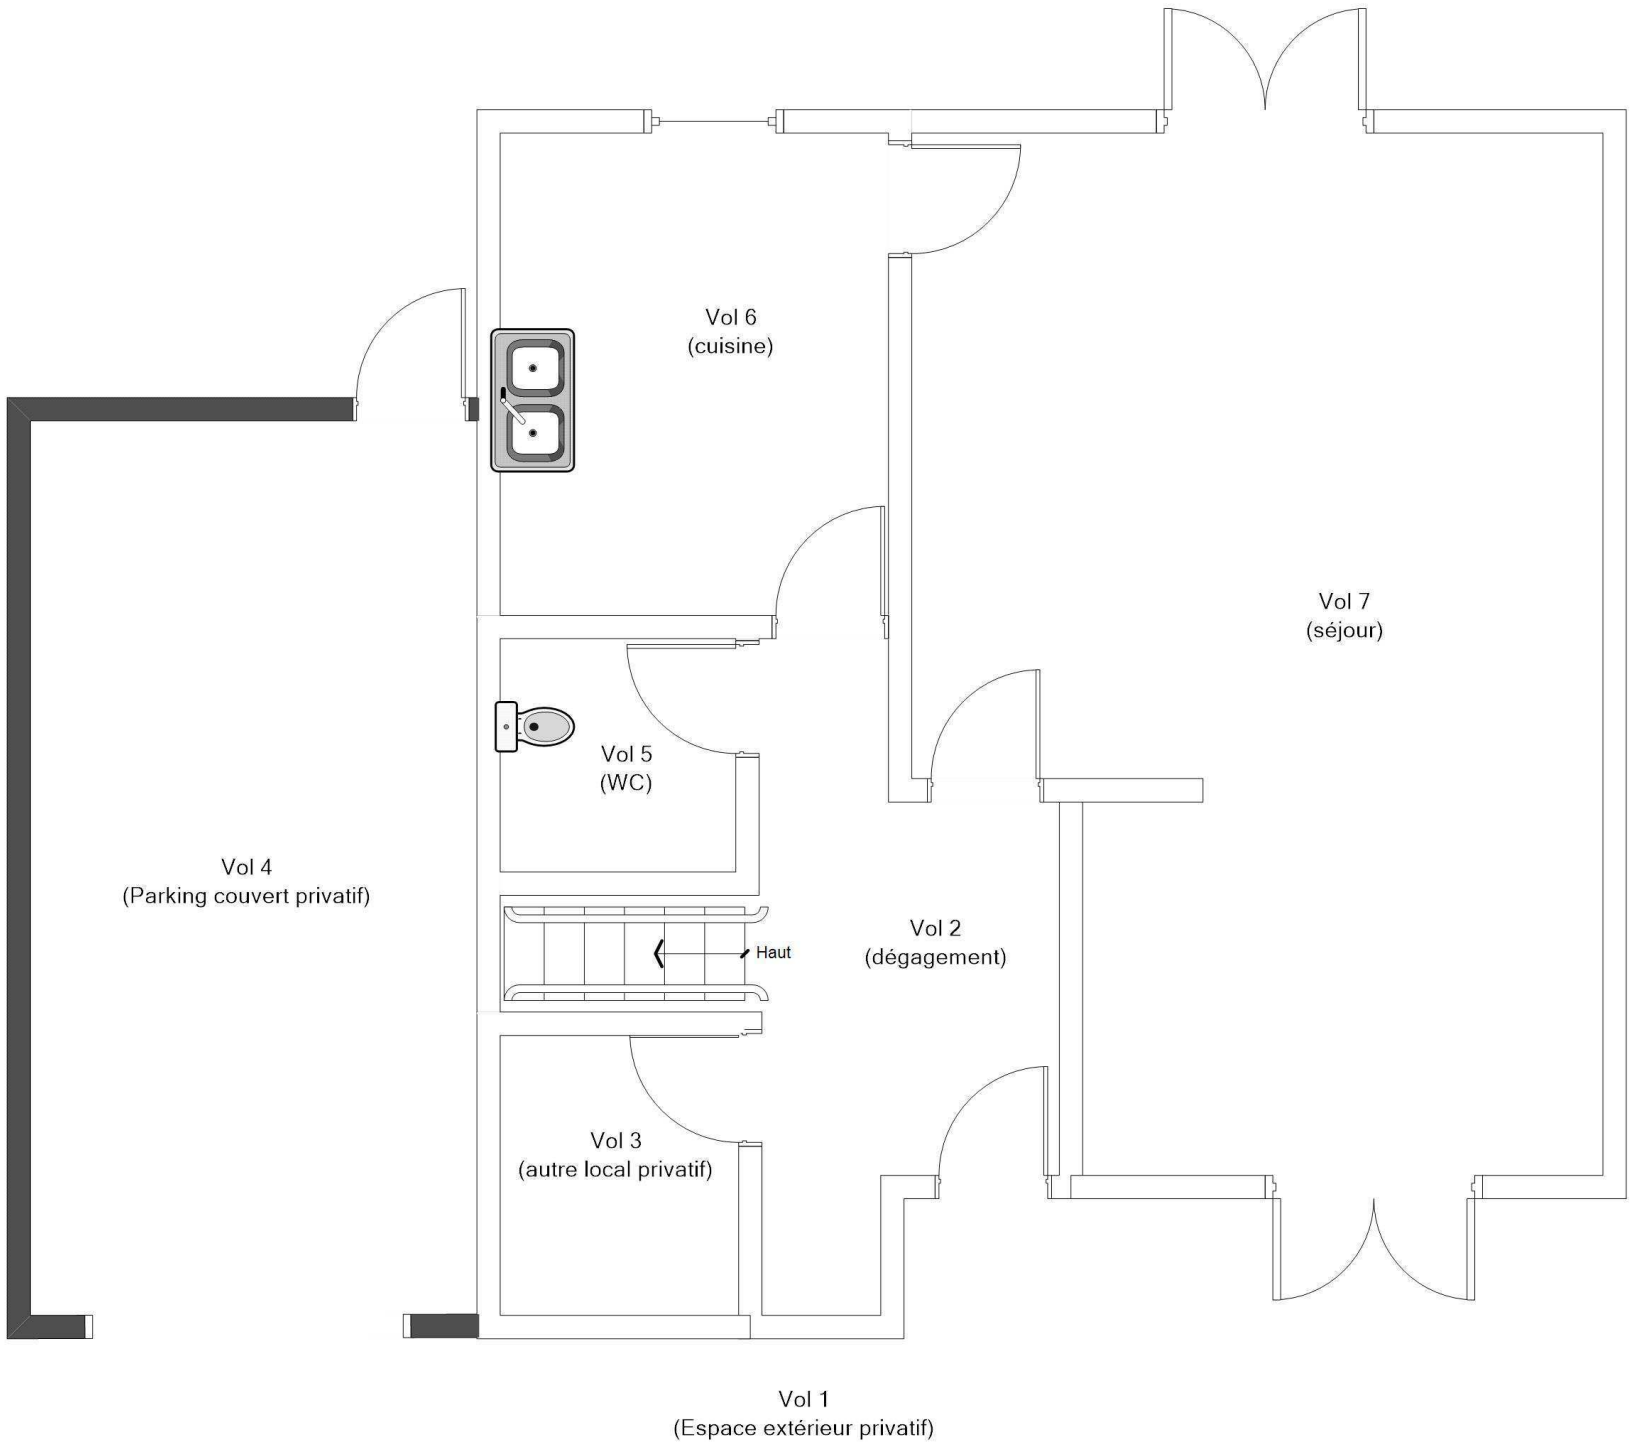 Vol 6
(cuisine)
Vol 7
(séjour)
Vol 5
(WC)
Vol 4
(Parking couvert privatif)
Vol 2
(dégagement)
Haut
Vol 3
(autre local privatif)
Vol 1
(Espace extérieur privatif)